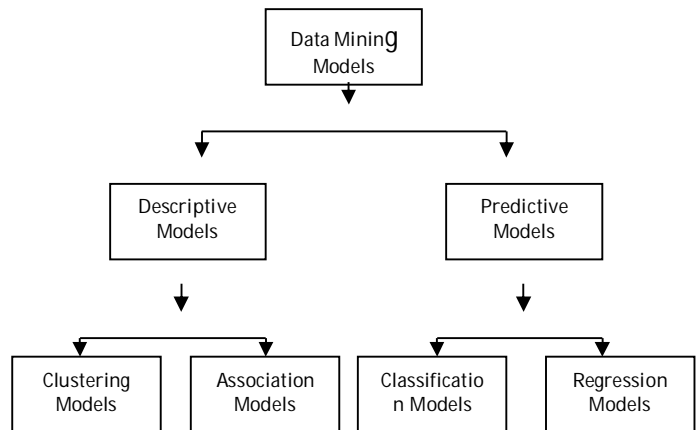 Data Mining
Models
Descriptive
Models
Predictive
Models
Clustering
Models
Association
Models
Classificatio
n Models
Regression
Models